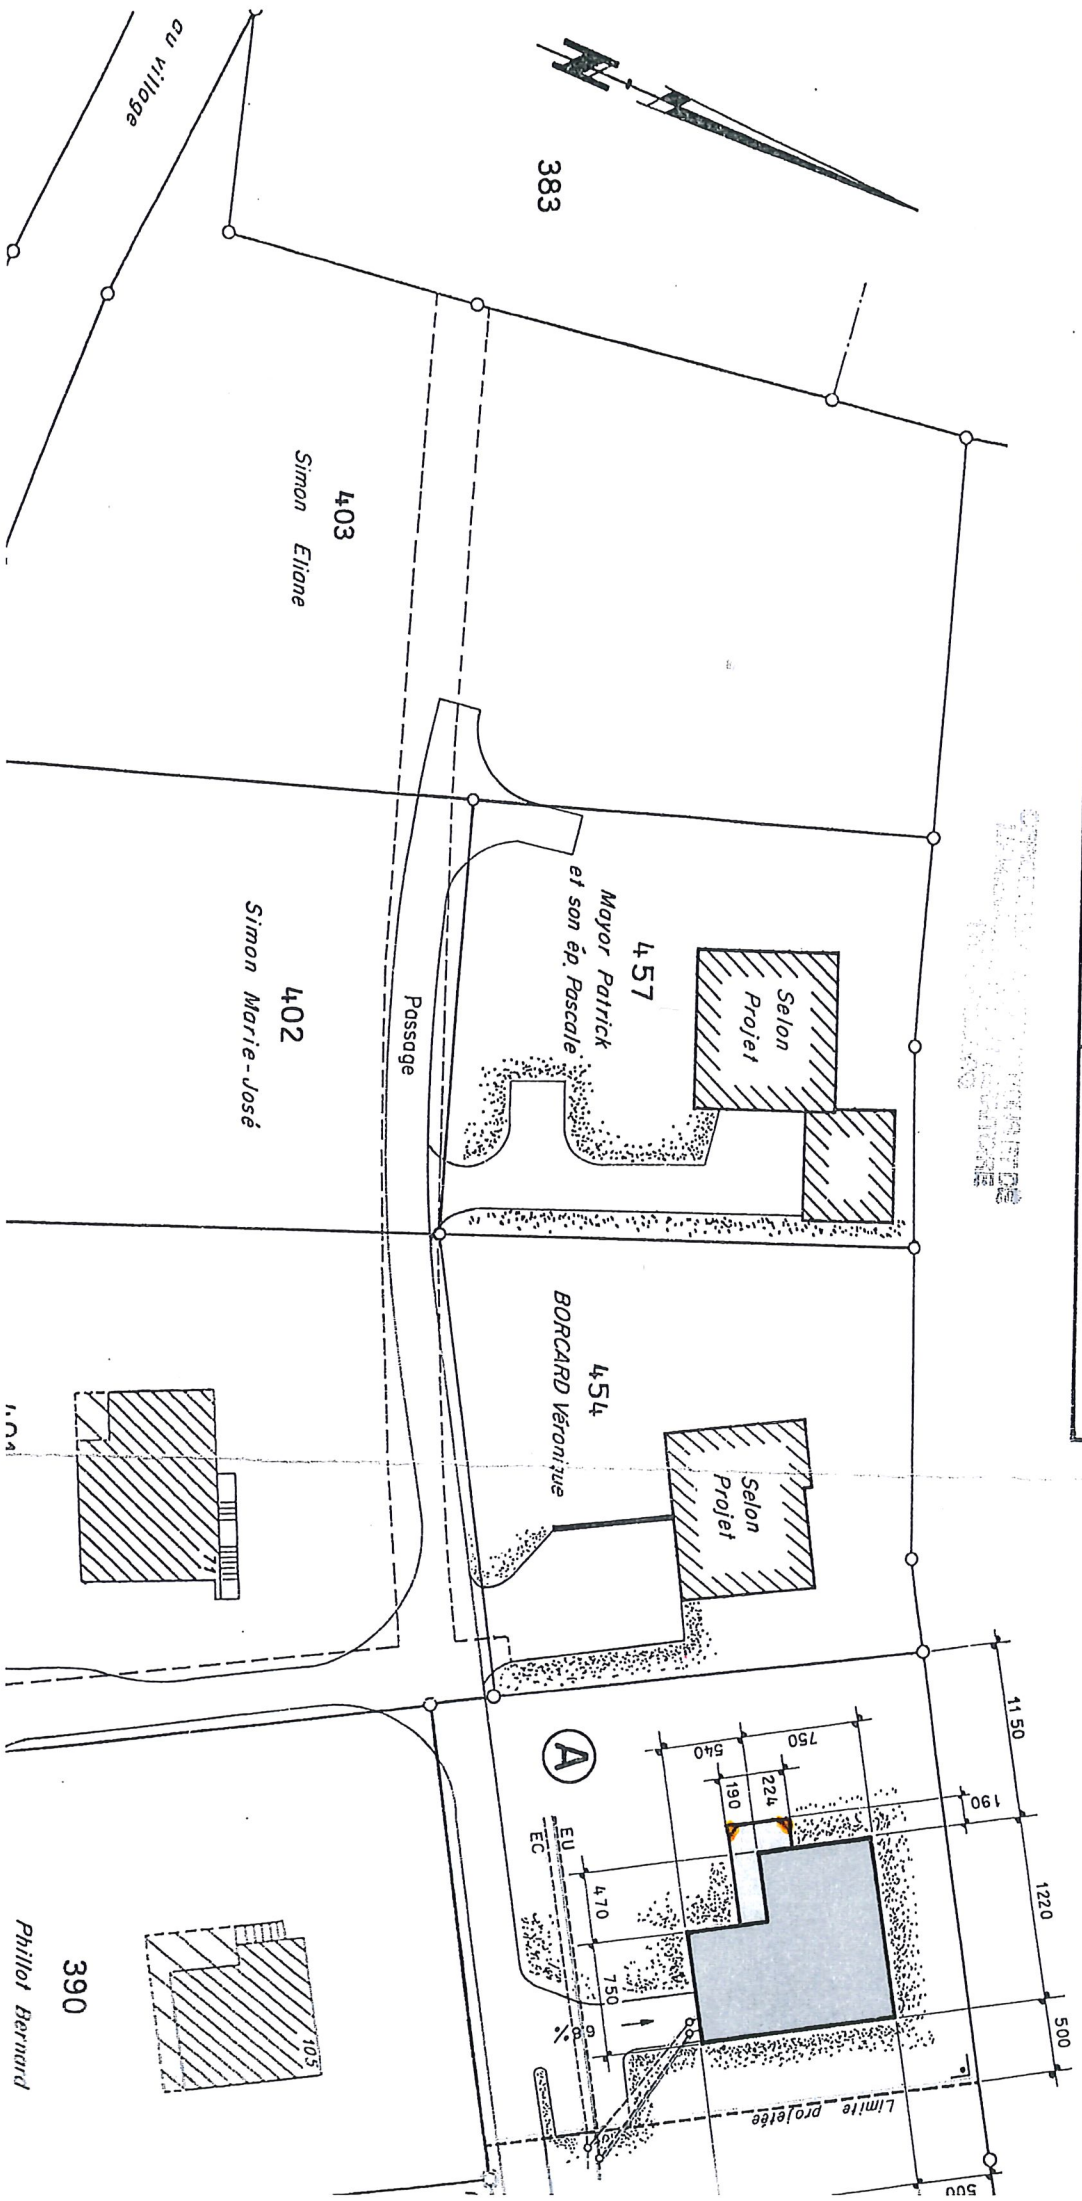 au village
383
403
Simon Eliane
402
Simon Marie-José
Passage
457
Mayor Patrick
et son ép. Pascale
Selon
Projet
454
BORCARD Véronique
Selon
Projet
71
A
EU
EC
540
750
190
224
190
1150
1220
500
470
750
Limite projetée
500
390
Phillot Bernard
105